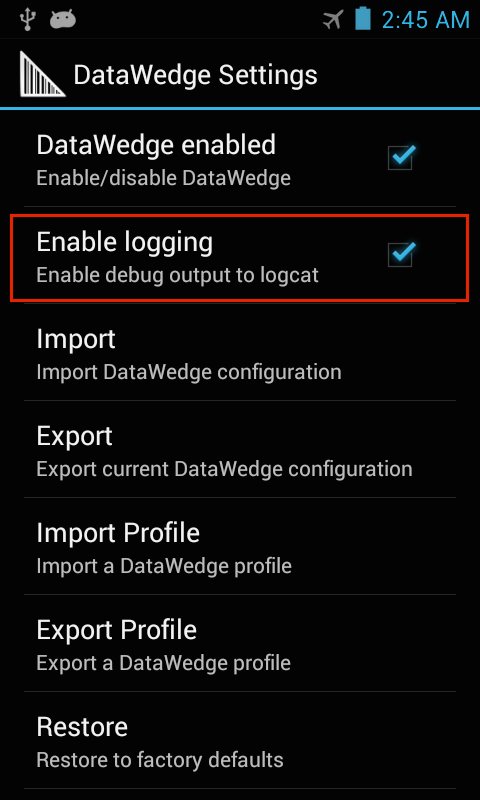 2:45 AM
DataWedge Settings
DataWedge enabled
Enable/disable DataWedge
Enable logging
Enable debug output to logcat
Import
Import DataWedge configuration
Export
Export current DataWedge configuration
Import Profile
Import a DataWedge profile
Export Profile
Export a DataWedge profile
Restore
Restore to factory defaults